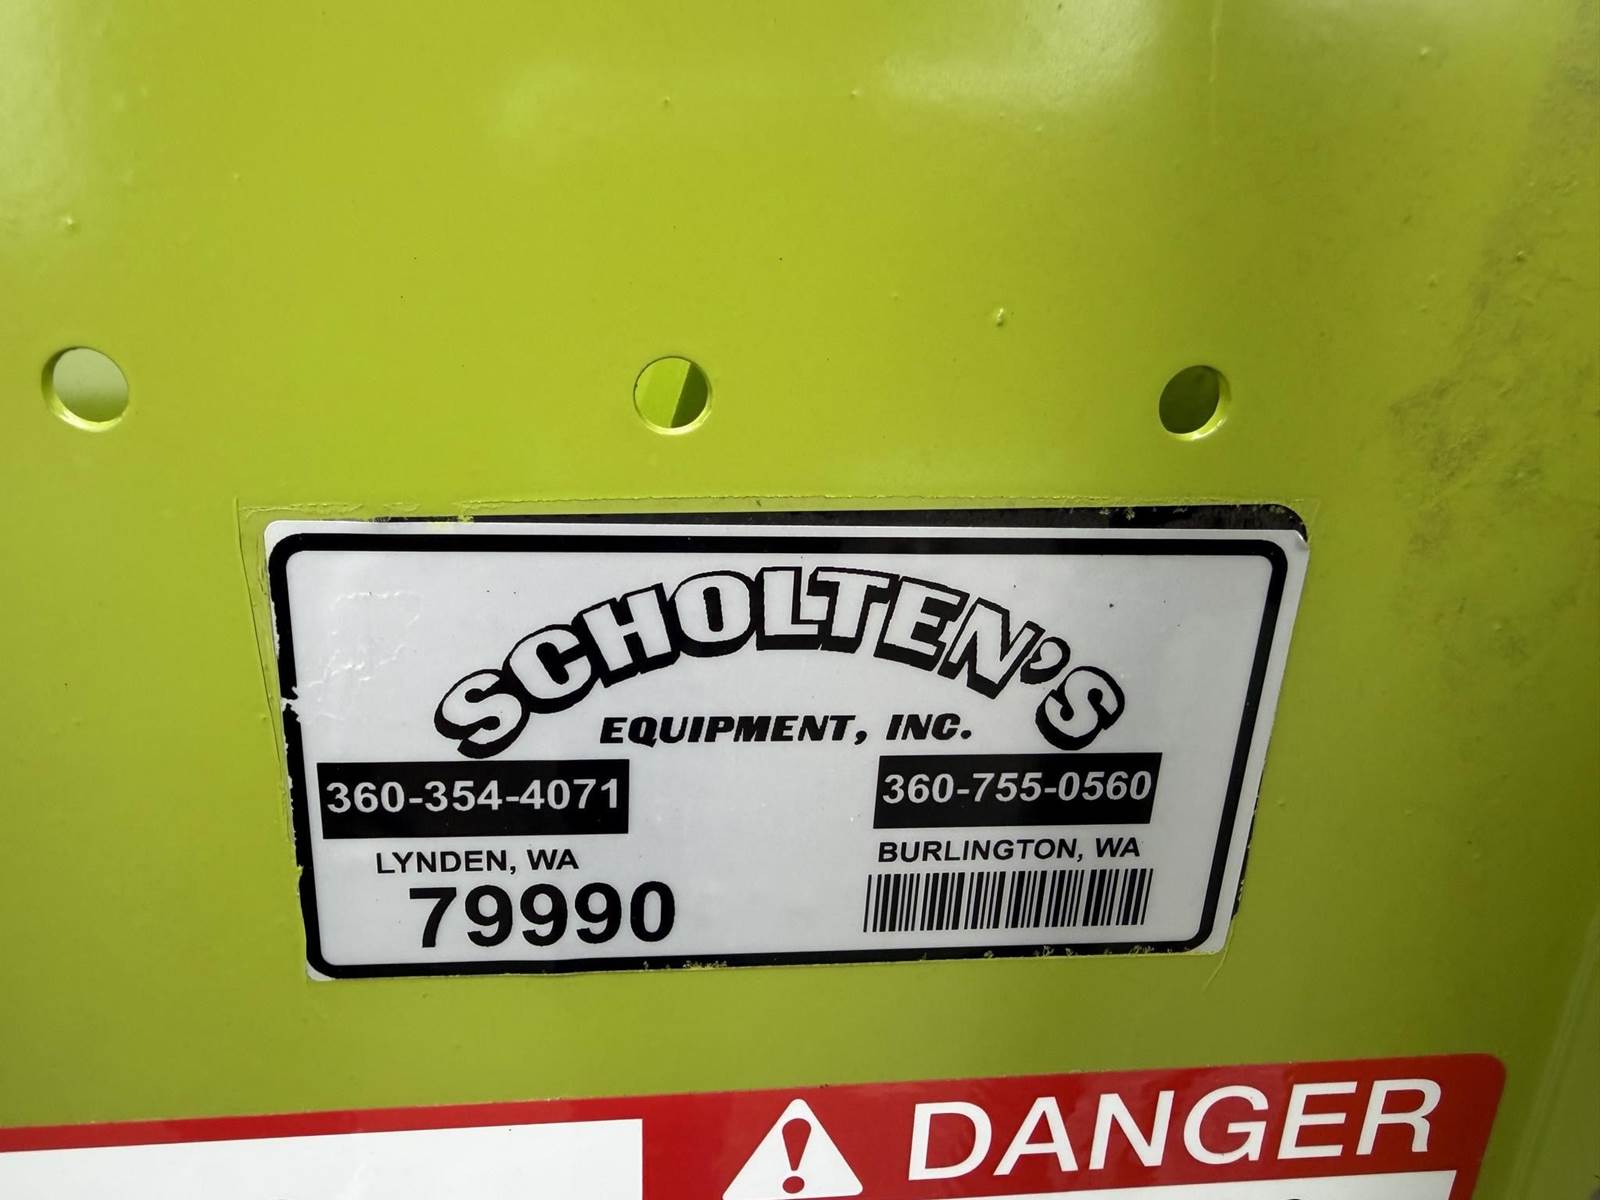 SCHOLTEN'S
EQUIPMENT, INC.
360-354-4071
360-755-0560
LYNDEN, WA
BURLINGTON, WA
79990
DANGER